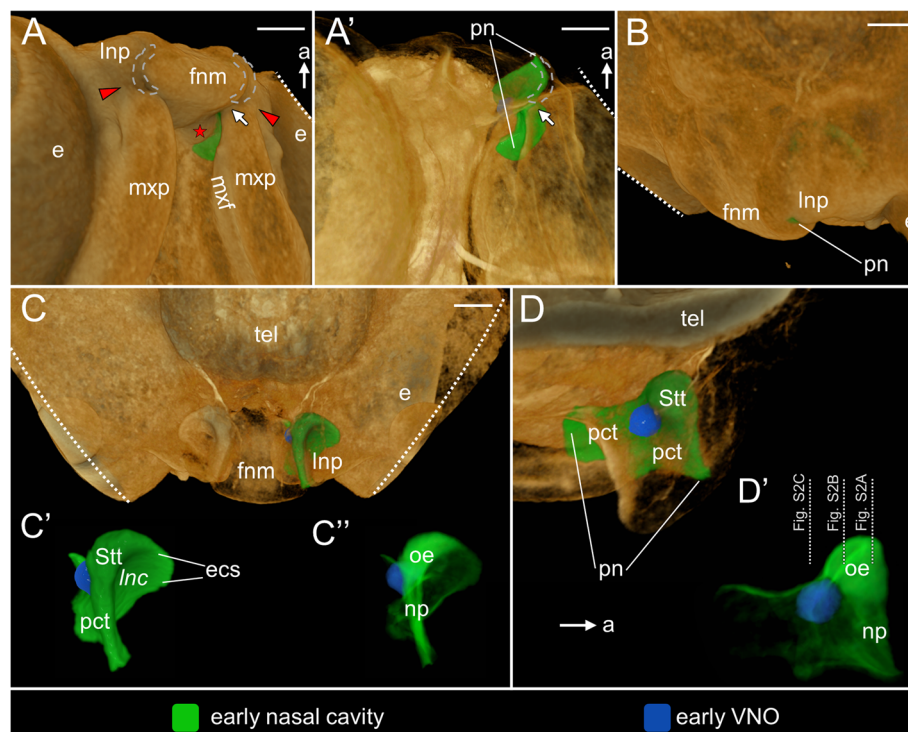 A
lnp
fnm
a
e
e
mxp
mxf
mxp
A'
pn
a
B
fnm
lnp
e
pn
C
tel
e
fnm
lnp
C'
Stt
lnc
ecs
pct
C''
oe
np
D
tel
Stt
pct
pct
pn
a
D'
Fig. S2C
Fig. S2B
Fig. S2A
oe
np
early nasal cavity
early VNO